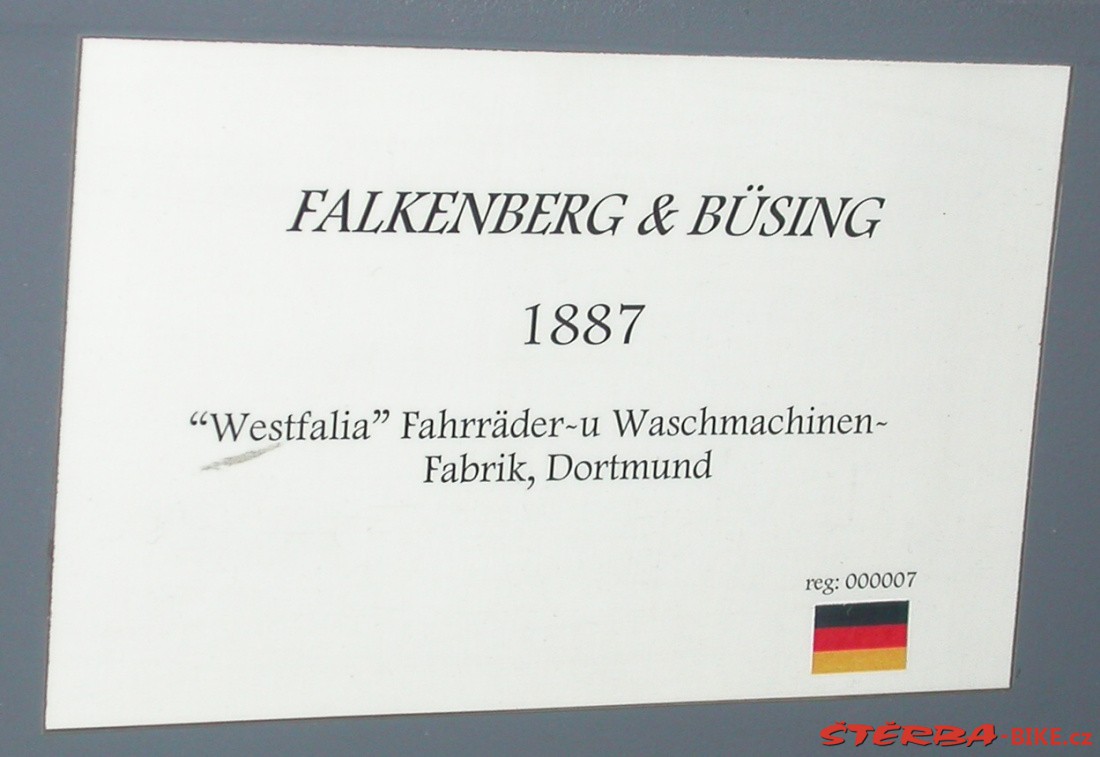 FALKENBERG & BÜSING
1887
“Westfalia” Fahrräder-u Waschmachinen-
Fabrik, Dortmund
reg: 000007
ŠTĚRBA-BIKE.cz